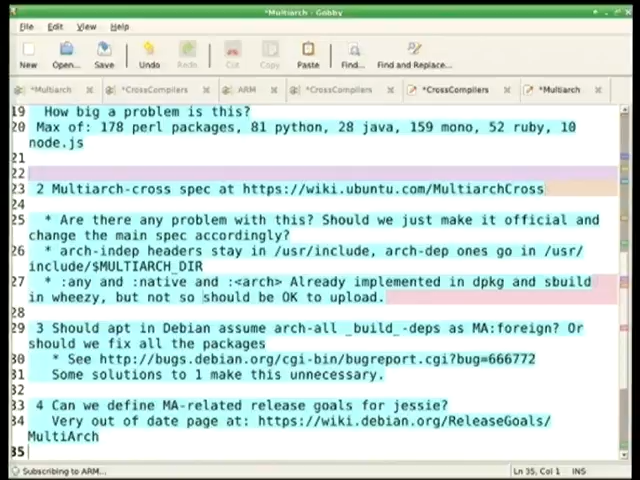 *Multiarch - Gobby
File Edit View Help
New Open... Save Undo Redo Cut Copy Paste Find... Find and Replace...
*Multiarch *CrossCompilers ARM *CrossCompilers *CrossCompilers *Multiarch
19 How big a problem is this?
20 Max of: 178 perl packages, 81 python, 28 java, 159 mono, 52 ruby, 10
node.js
21
22
23 2 Multiarch-cross spec at https://wiki.ubuntu.com/MultiarchCross
24
25 * Are there any problem with this? Should we just make it official and
change the main spec accordingly?
26 * arch-indep headers stay in /usr/include, arch-dep ones go in /usr/
include/$MULTIARCH_DIR
27 * :any and :native and :<arch> Already implemented in dpkg and sbuild
in wheezy, but not so should be OK to upload.
28
29 3 Should apt in Debian assume arch-all _build_-deps as MA:foreign? Or
should we fix all the packages
30 * See http://bugs.debian.org/cgi-bin/bugreport.cgi?bug=666772
31 Some solutions to 1 make this unnecessary.
32
33 4 Can we define MA-related release goals for jessie?
34 Very out of date page at: https://wiki.debian.org/ReleaseGoals/
MultiArch
35
Subscribing to ARM... Ln 35, Col 1 INS